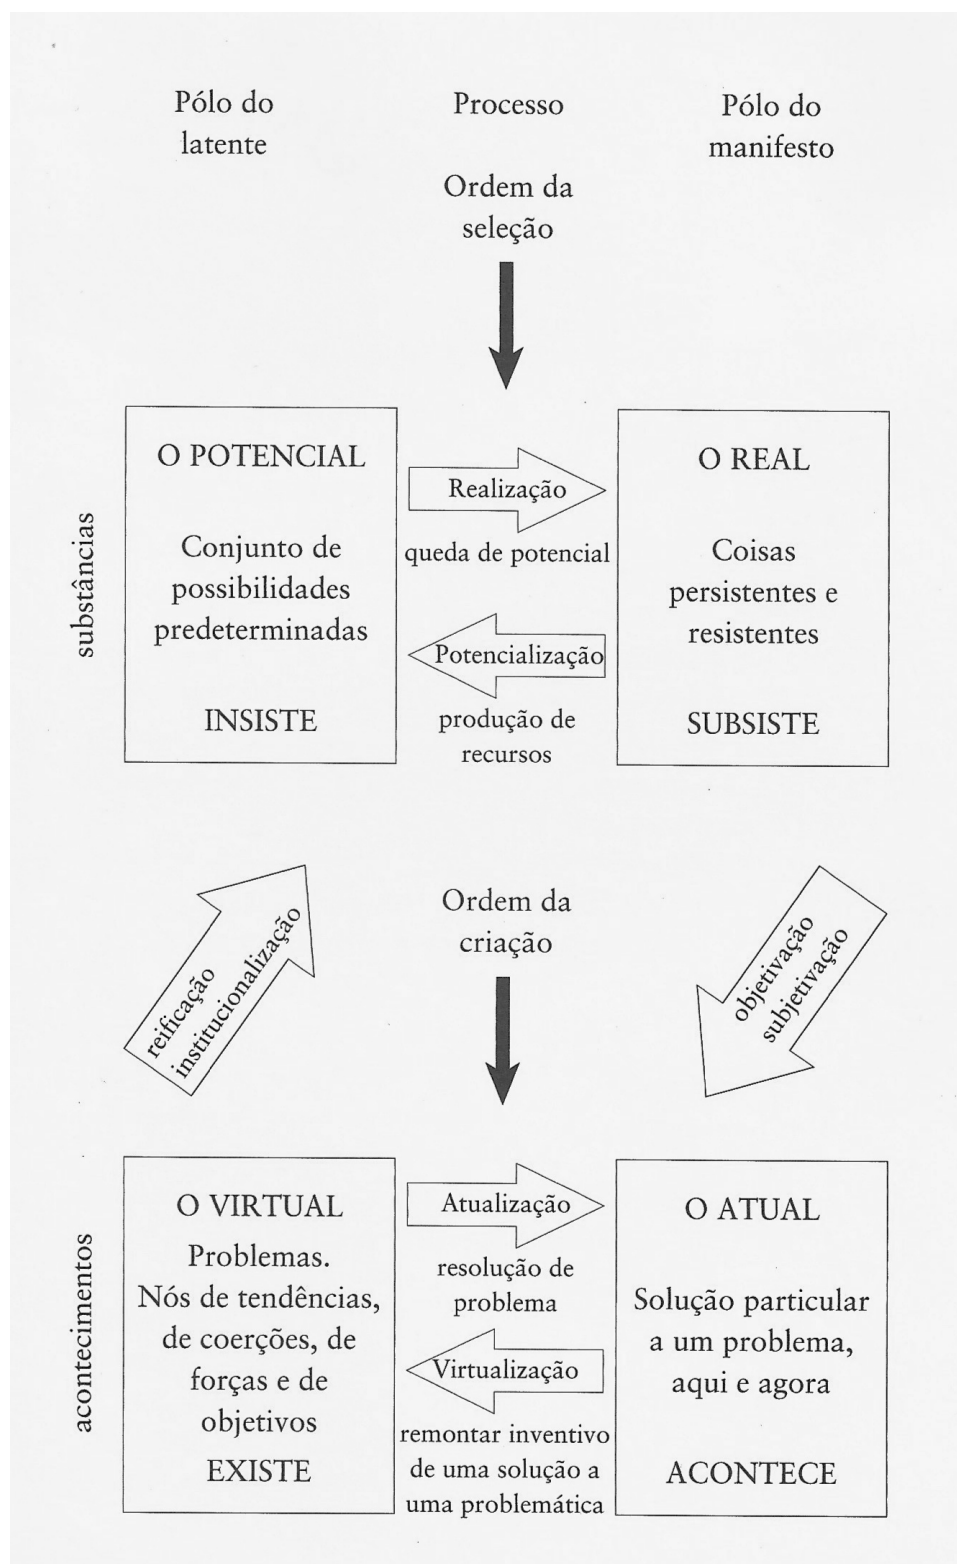 Pólo do
latente
Processo
Pólo do
manifesto
Ordem da
seleção
substâncias
O POTENCIAL
Conjunto de
possibilidades
predeterminadas
INSISTE
Realização
queda de potencial
Potencialização
produção de
recursos
O REAL
Coisas
persistentes e
resistentes
SUBSISTE
reificação
institucionalização
Ordem da
criação
objetivação
subjetivação
acontecimentos
O VIRTUAL
Problemas.
Nós de tendências,
de coerções, de
forças e de
objetivos
EXISTE
Atualização
resolução de
problema
Virtualização
remontar inventivo
de uma solução a
uma problemática
O ATUAL
Solução particular
a um problema,
aqui e agora
ACONTECE